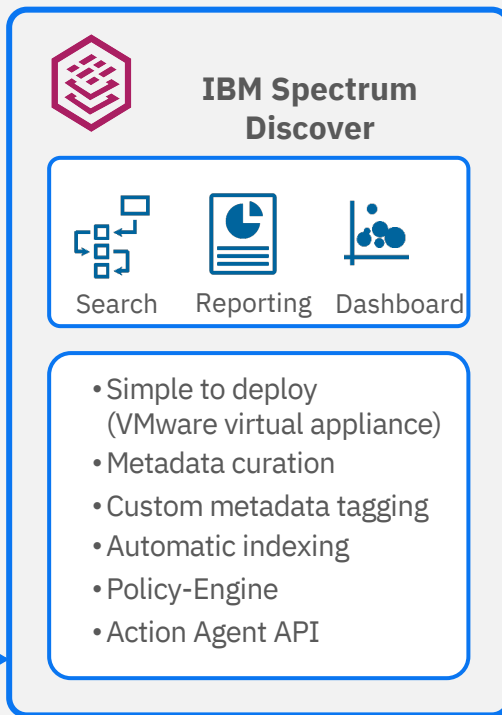 IBM Spectrum
Discover
Search Reporting Dashboard
•Simple to deploy
(VMware virtual appliance)
•Metadata curation
•Custom metadata tagging
•Automatic indexing
•Policy-Engine
•Action Agent API